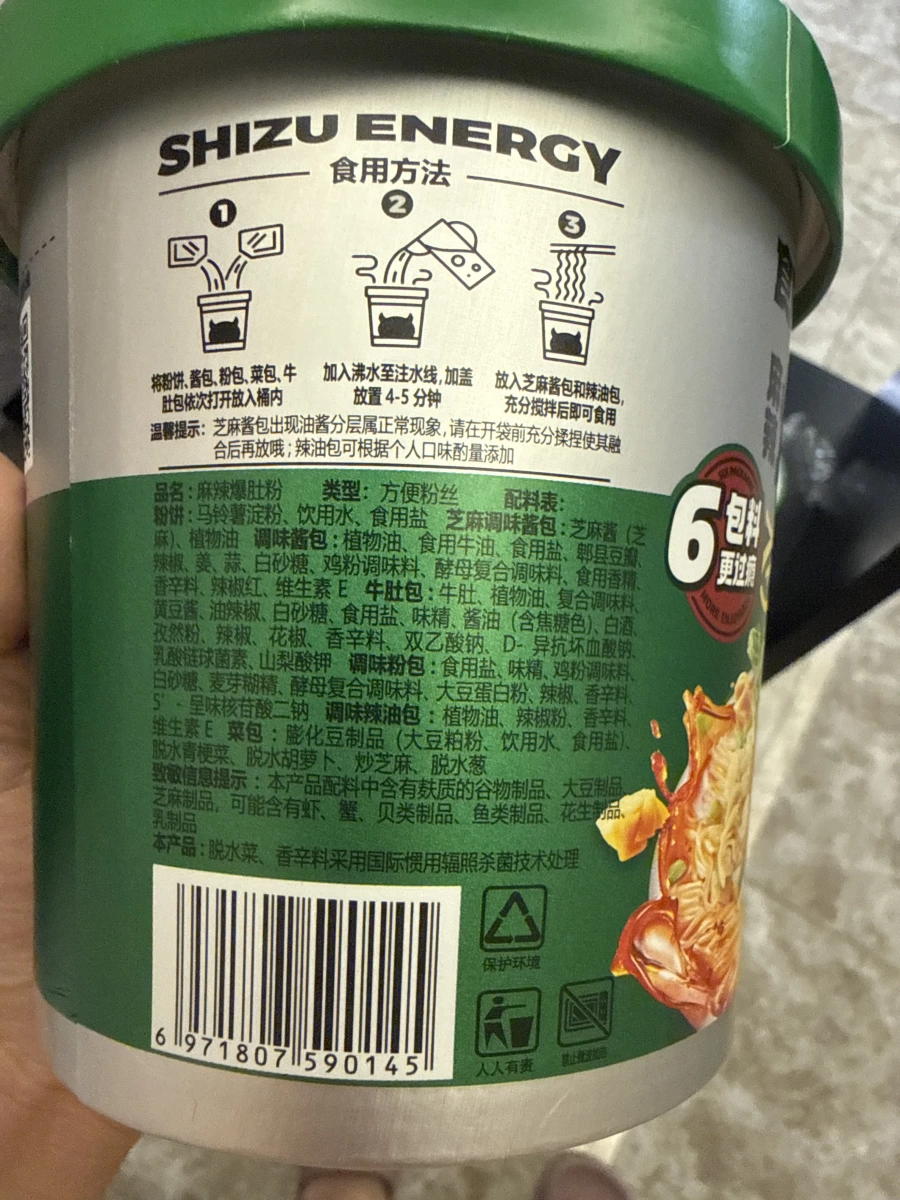 SHIZU ENERGY
食用方法
1
2
3
将粉饼、酱包、粉包、菜包、牛
肚包依次打开放入桶内
加入沸水至注水线，加盖
放置 4-5 分钟
放入芝麻酱包和辣油包，
充分搅拌后即可食用
温馨提示：芝麻酱包出现油酱分层属正常现象，请在开袋前充分揉捏使其融
合后再放哦；辣油包可根据个人口味酌量添加
品名：麻辣爆肚粉 类型：方便粉丝 配料表：
粉饼：马铃薯淀粉、饮用水、食用盐 芝麻调味酱包：芝麻酱（芝
麻）、植物油 调味酱包：植物油、食用牛油、食用盐、郫县豆瓣、
辣椒、姜、蒜、白砂糖、鸡粉调味料、酵母复合调味料、食用香精、
香辛料、辣椒红、维生素 E 牛肚包：牛肚、植物油、复合调味料、
黄豆酱、油辣椒、白砂糖、食用盐、味精、酱油（含焦糖色）、白酒、
孜然粉、辣椒、花椒、香辛料、双乙酸钠、D- 异抗坏血酸钠、
乳酸链球菌素、山梨酸钾 调味粉包：食用盐、味精、鸡粉调味料、
白砂糖、麦芽糊精、酵母复合调味料、大豆蛋白粉、辣椒、香辛料、
5' - 呈味核苷酸二钠 调味辣油包：植物油、辣椒粉、香辛料、
维生素 E 菜包：膨化豆制品（大豆粕粉、饮用水、食用盐）、
脱水青梗菜、脱水胡萝卜、炒芝麻、脱水葱
致敏信息提示：本产品配料中含有麸质的谷物制品、大豆制品、
芝麻制品，可能含有虾、蟹、贝类制品、鱼类制品、花生制品、
乳制品
本产品：脱水菜、香辛料采用国际惯用辐照杀菌技术处理
6
包料
更过瘾
6 971807 590145
保护环境
人人有责